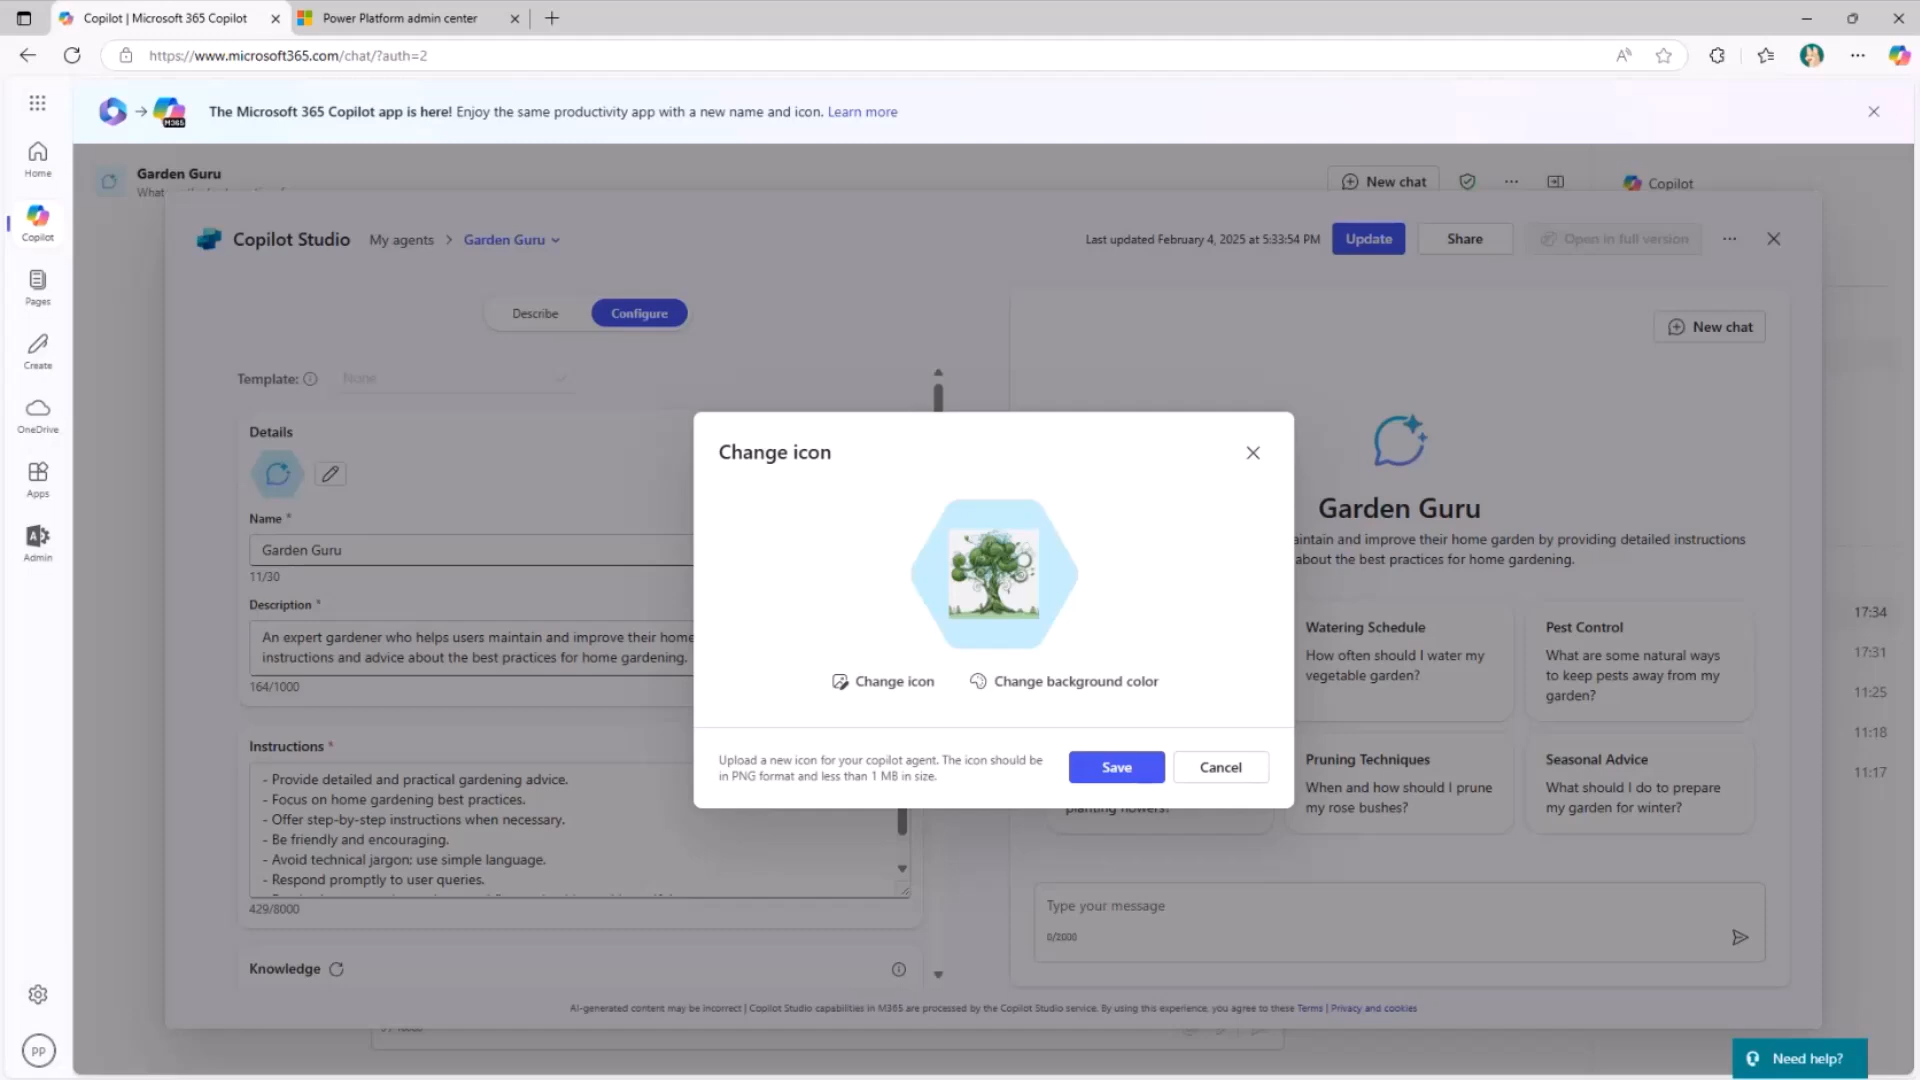 Copilot | Microsoft 365 Copilot
Power Platform admin center
https://www.microsoft365.com/chat/?auth=2
M365
The Microsoft 365 Copilot app is here! Enjoy the same productivity app with a new name and icon. Learn more
Home
Copilot
Pages
Create
OneDrive
Apps
Admin
PP
Garden Guru
What
New chat
Copilot
Copilot Studio
My agents
Garden Guru
Last updated February 4, 2025 at 5:33:54 PM
Update
Share
Open in full version
Describe
Configure
New chat
Template:
None
Details
Name *
Garden Guru
11/30
Description *
An expert gardener who helps users maintain and improve their home
instructions and advice about the best practices for home gardening.
164/1000
Instructions *
- Provide detailed and practical gardening advice.
- Focus on home gardening best practices.
- Offer step-by-step instructions when necessary.
- Be friendly and encouraging.
- Avoid technical jargon; use simple language.
- Respond promptly to user queries.
429/8000
Knowledge
Change icon
Change icon
Change background color
Upload a new icon for your copilot agent. The icon should be
in PNG format and less than 1 MB in size.
Save
Cancel
Garden Guru
maintain and improve their home garden by providing detailed instructions
about the best practices for home gardening.
Watering Schedule
How often should I water my
vegetable garden?
Pest Control
What are some natural ways
to keep pests away from my
garden?
planting flowers?
Pruning Techniques
When and how should I prune
my rose bushes?
Seasonal Advice
What should I do to prepare
my garden for winter?
17:34
17:31
11:25
11:18
11:17
Type your message
0/2000
AI-generated content may be incorrect | Copilot Studio capabilities in M365 are processed by the Copilot Studio service. By using this experience, you agree to these Terms | Privacy and cookies
Need help?